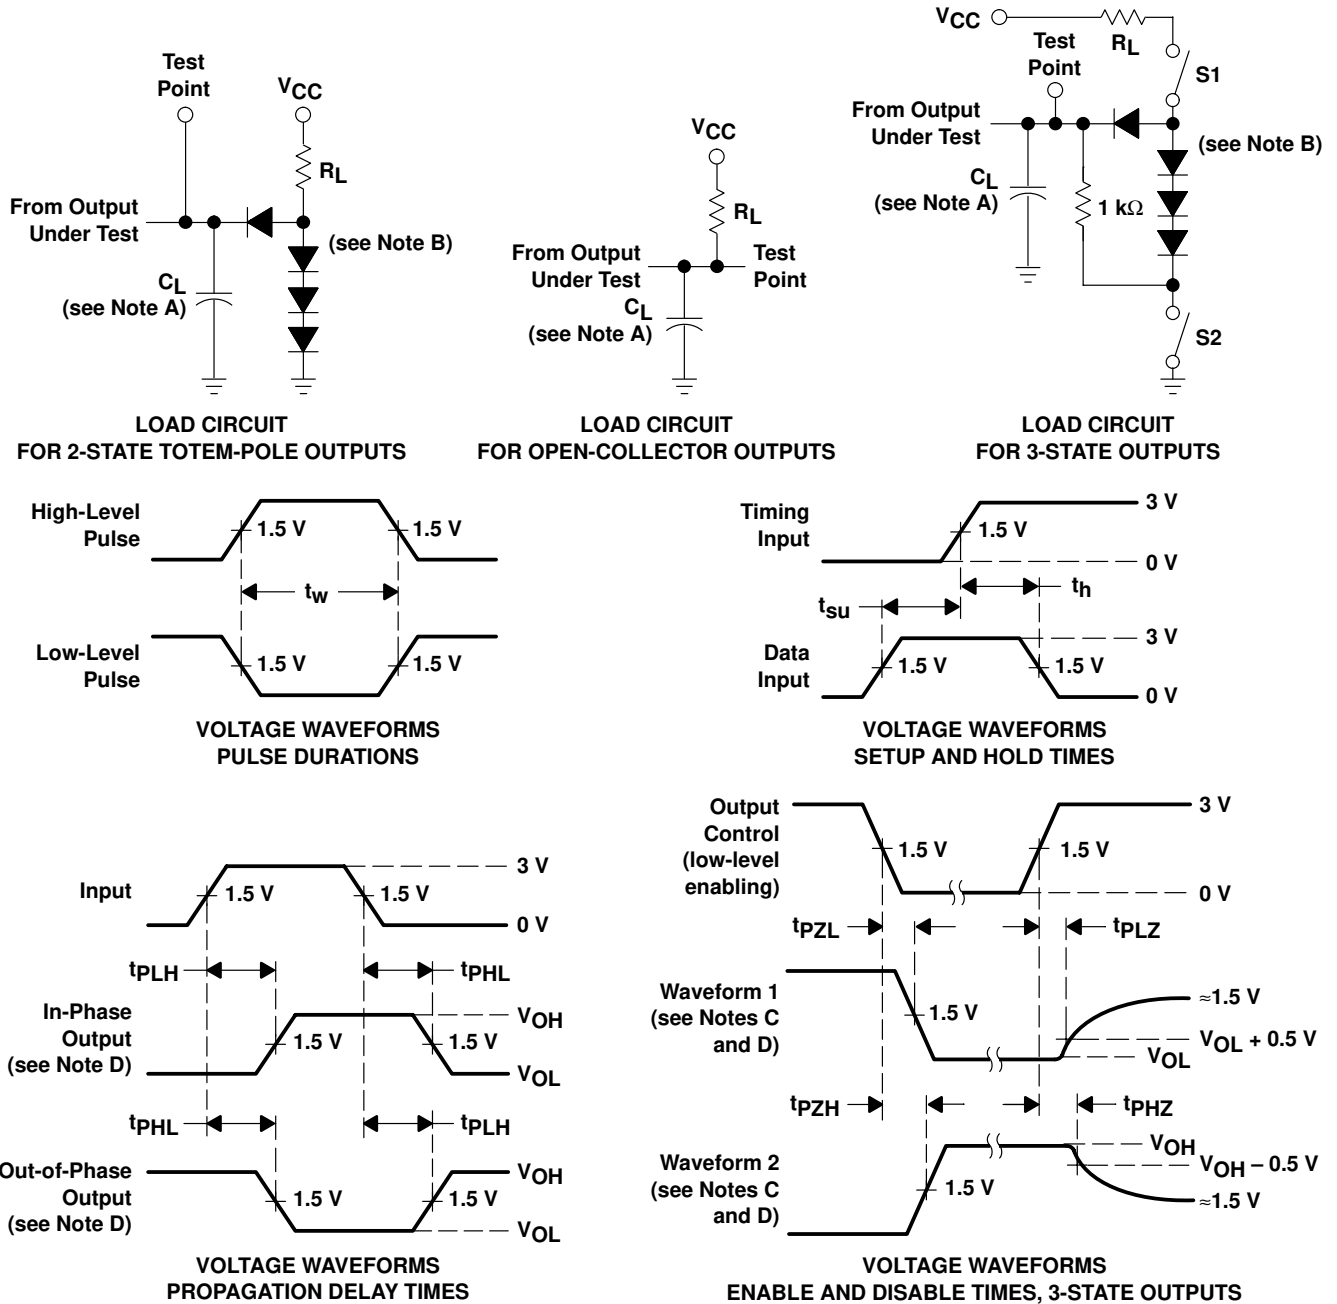 Test
Point
VCC
RL
From Output
Under Test
(see Note B)
CL
(see Note A)
LOAD CIRCUIT
FOR 2-STATE TOTEM-POLE OUTPUTS
VCC
RL
From Output
Under Test
Test
Point
CL
(see Note A)
LOAD CIRCUIT
FOR OPEN-COLLECTOR OUTPUTS
VCC
RL
Test
Point
S1
From Output
Under Test
(see Note B)
CL
(see Note A)
1 kΩ
S2
LOAD CIRCUIT
FOR 3-STATE OUTPUTS
High-Level
Pulse
1.5 V
1.5 V
tw
Low-Level
Pulse
1.5 V
1.5 V
VOLTAGE WAVEFORMS
PULSE DURATIONS
Timing
Input
1.5 V
3 V
0 V
th
tsu
Data
Input
1.5 V
1.5 V
3 V
0 V
VOLTAGE WAVEFORMS
SETUP AND HOLD TIMES
Input
1.5 V
1.5 V
3 V
0 V
tPLH
tPHL
In-Phase
Output
(see Note D)
1.5 V
1.5 V
VOH
VOL
tPHL
tPLH
Out-of-Phase
Output
(see Note D)
1.5 V
1.5 V
VOH
VOL
VOLTAGE WAVEFORMS
PROPAGATION DELAY TIMES
Output
Control
(low-level
enabling)
1.5 V
1.5 V
3 V
0 V
tPZL
tPLZ
Waveform 1
(see Notes C
and D)
1.5 V
≈1.5 V
VOL + 0.5 V
VOL
tPZH
tPHZ
Waveform 2
(see Notes C
and D)
1.5 V
VOH
VOH – 0.5 V
≈1.5 V
VOLTAGE WAVEFORMS
ENABLE AND DISABLE TIMES, 3-STATE OUTPUTS